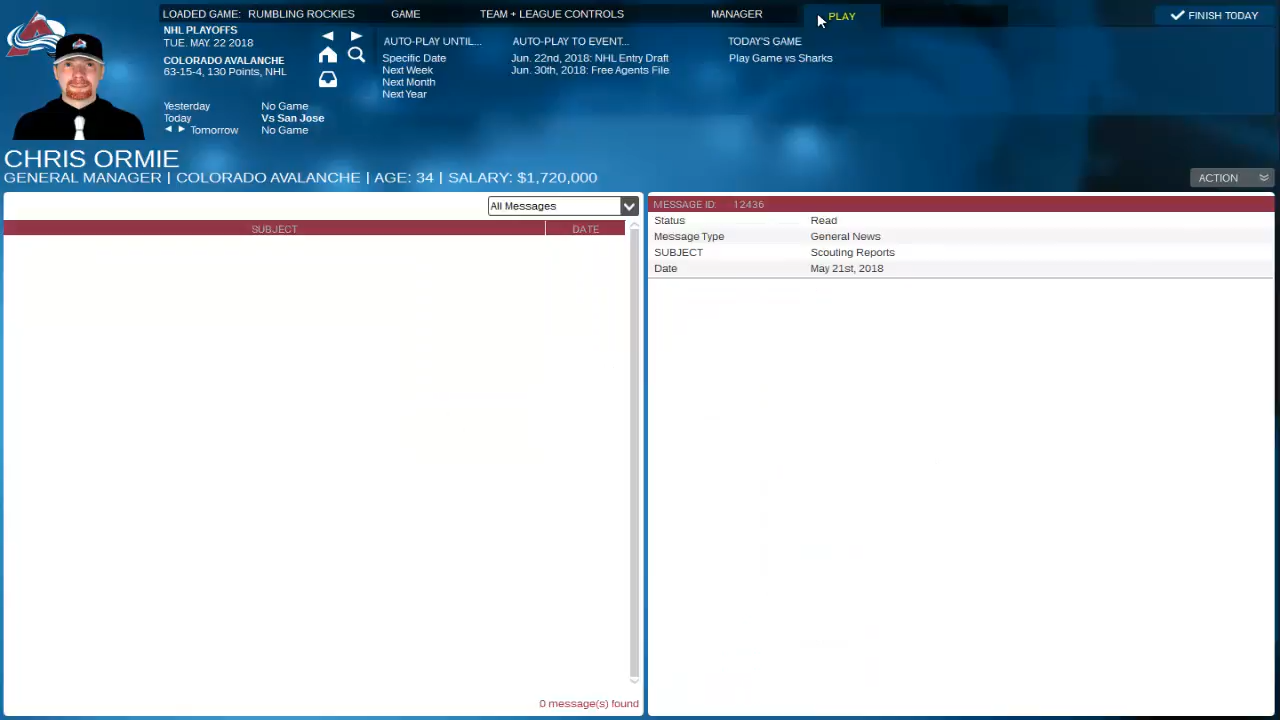 LOADED GAME: RUMBLING ROCKIES GAME TEAM + LEAGUE CONTROLS MANAGER PLAY FINISH TODAY
NHL PLAYOFFS
TUE. MAY. 22 2018
COLORADO AVALANCHE
63-15-4, 130 Points, NHL
Yesterday No Game
Today Vs San Jose
Tomorrow No Game
AUTO-PLAY UNTIL...
Specific Date
Next Week
Next Month
Next Year
AUTO-PLAY TO EVENT...
Jun. 22nd, 2018: NHL Entry Draft
Jun. 30th, 2018: Free Agents File
TODAY'S GAME
Play Game vs Sharks
CHRIS ORMIE
GENERAL MANAGER | COLORADO AVALANCHE | AGE: 34 | SALARY: $1,720,000
ACTION
All Messages
SUBJECT DATE
0 message(s) found
MESSAGE ID: 12436
Status Read
Message Type General News
SUBJECT Scouting Reports
Date May 21st, 2018